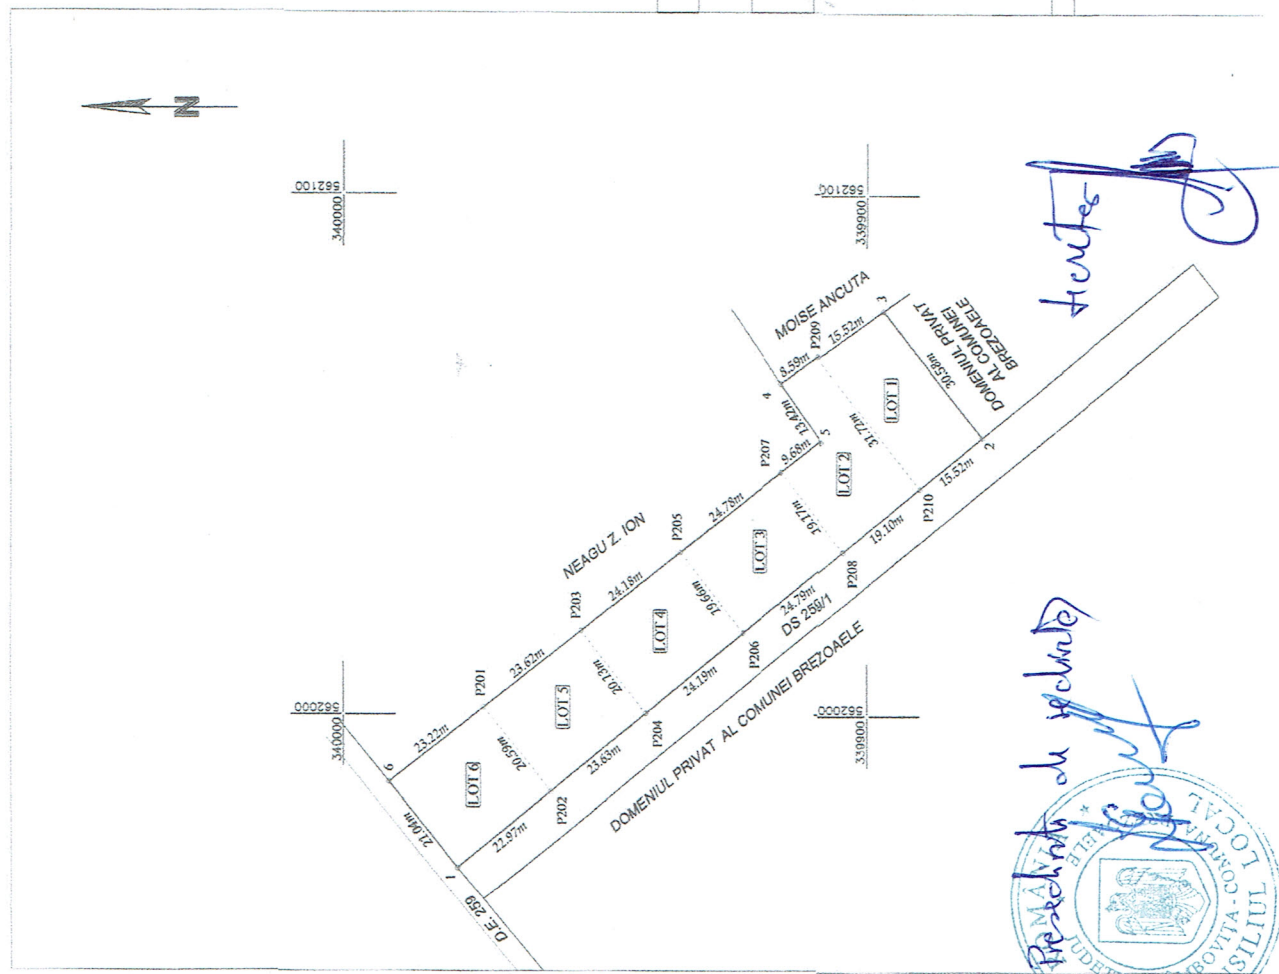 N
562100
340000
562100
339900
562000
340000
562000
339900
MOISE ANCUTA
DOMENIUL PRIVAT
AL COMUNEI
BREZOAELE
NEAGU Z. ION
DOMENIUL PRIVAT AL COMUNEI BREZOAELE
DS 259/1
D.E. 259
LOT 1
LOT 2
LOT 3
LOT 4
LOT 5
LOT 6
1
2
3
4
5
6
P201
P202
P203
P204
P205
P206
P207
P208
P209
P210
21.04m
23.22m
23.62m
24.18m
24.78m
9.68m
13.42m
8.59m
15.52m
30.58m
15.52m
19.10m
24.79m
24.19m
23.63m
22.97m
20.59m
20.13m
19.66m
19.17m
31.72m
ROMÂNIA
LOCAL